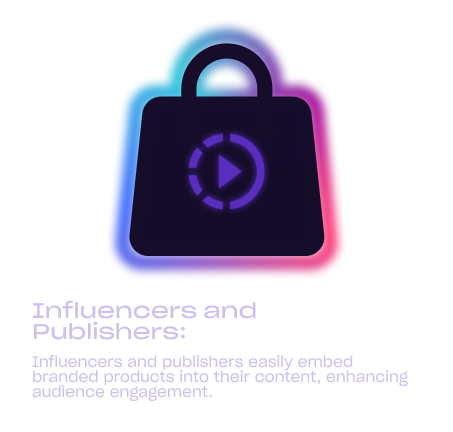 Influencers and
Publishers:
Influencers and publishers easily embed
branded products into their content, enhancing
audience engagement.